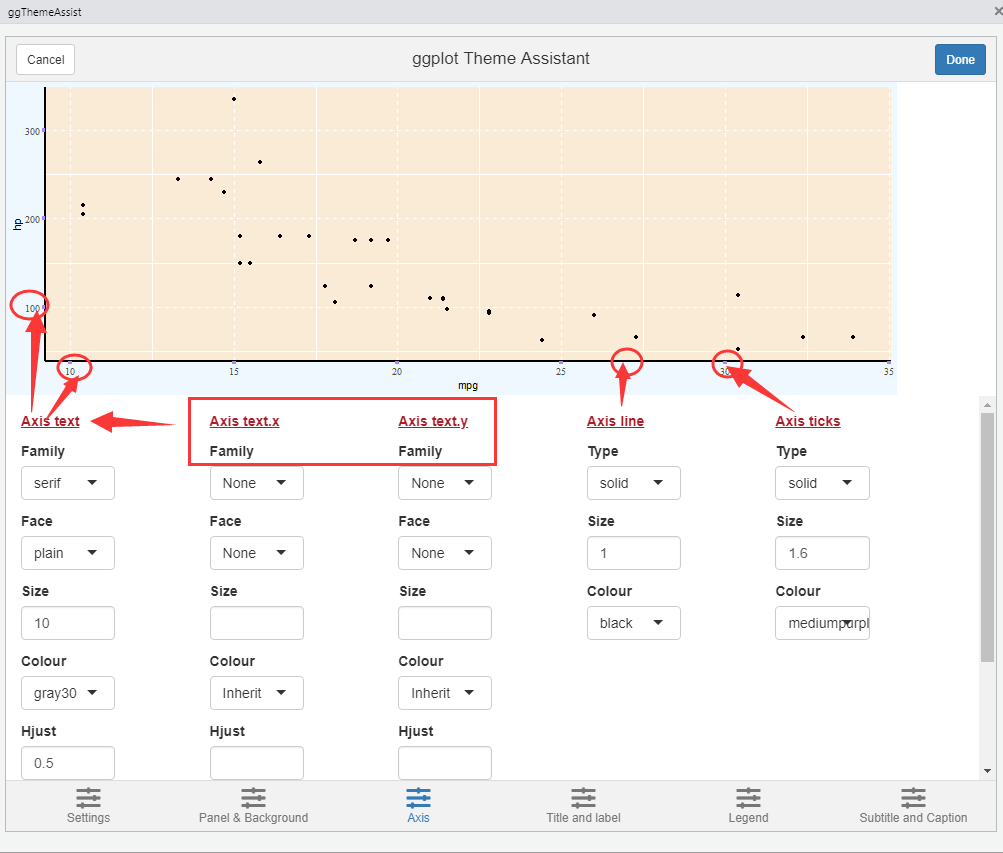 ggThemeAssist
Cancel ggplot Theme Assistant Done
300
200
hp
100
10 15 20 25 30 35
mpg
Axis text Axis text.x Axis text.y Axis line Axis ticks
Family Family Family Type Type
serif None None solid solid
Face Face Face Size Size
plain None None 1 1.6
Size Size Size Colour Colour
10 black mediumpurpl
Colour Colour Colour
gray30 Inherit Inherit
Hjust Hjust Hjust
0.5
Settings Panel & Background Axis Title and label Legend Subtitle and Caption